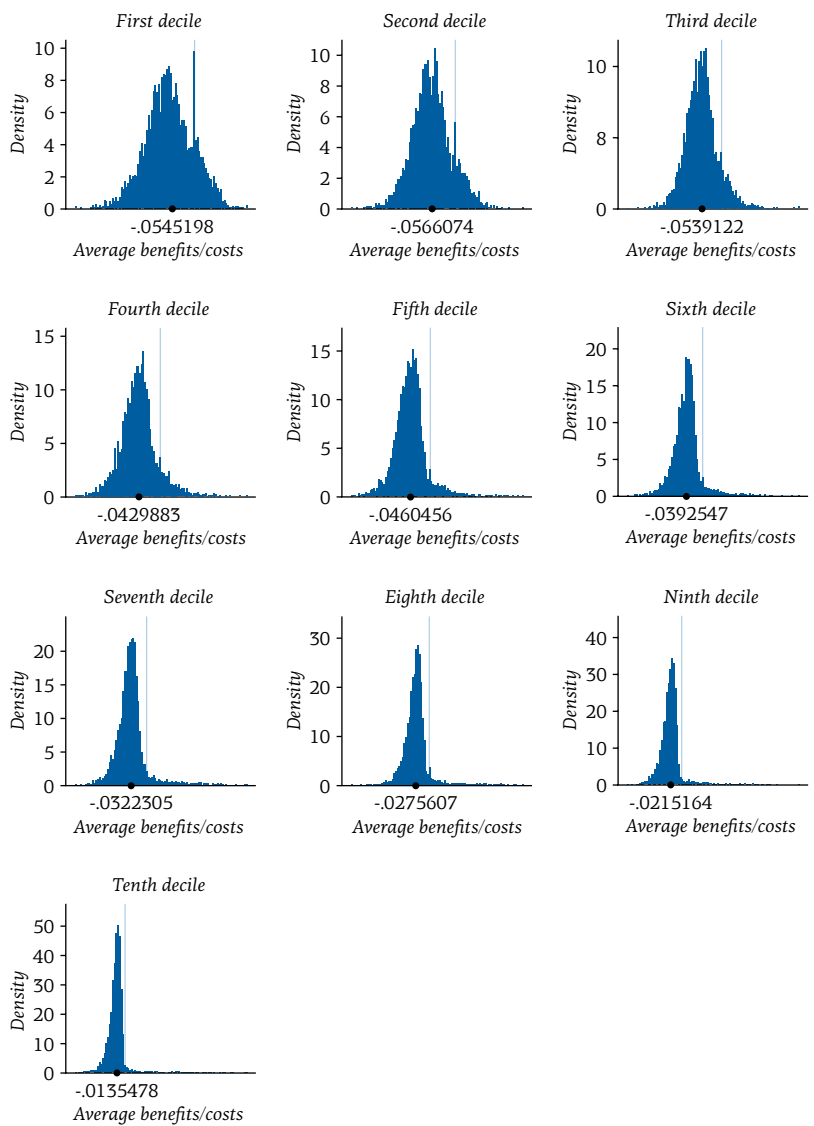 First decile
Second decile
Third decile
10
8
6
4
2
0
Density
-.0545198
Average benefits/costs
10
8
6
4
2
0
Density
-.0566074
Average benefits/costs
10
8
0
Density
-.0539122
Average benefits/costs
Fourth decile
Fifth decile
Sixth decile
15
10
5
0
Density
-.0429883
Average benefits/costs
15
10
5
0
Density
-.0460456
Average benefits/costs
20
15
10
5
0
Density
-.0392547
Average benefits/costs
Seventh decile
Eighth decile
Ninth decile
20
15
10
5
0
Density
-.0322305
Average benefits/costs
30
20
10
0
Density
-.0275607
Average benefits/costs
40
30
20
10
0
Density
-.0215164
Average benefits/costs
Tenth decile
50
40
30
20
10
0
Density
-.0135478
Average benefits/costs